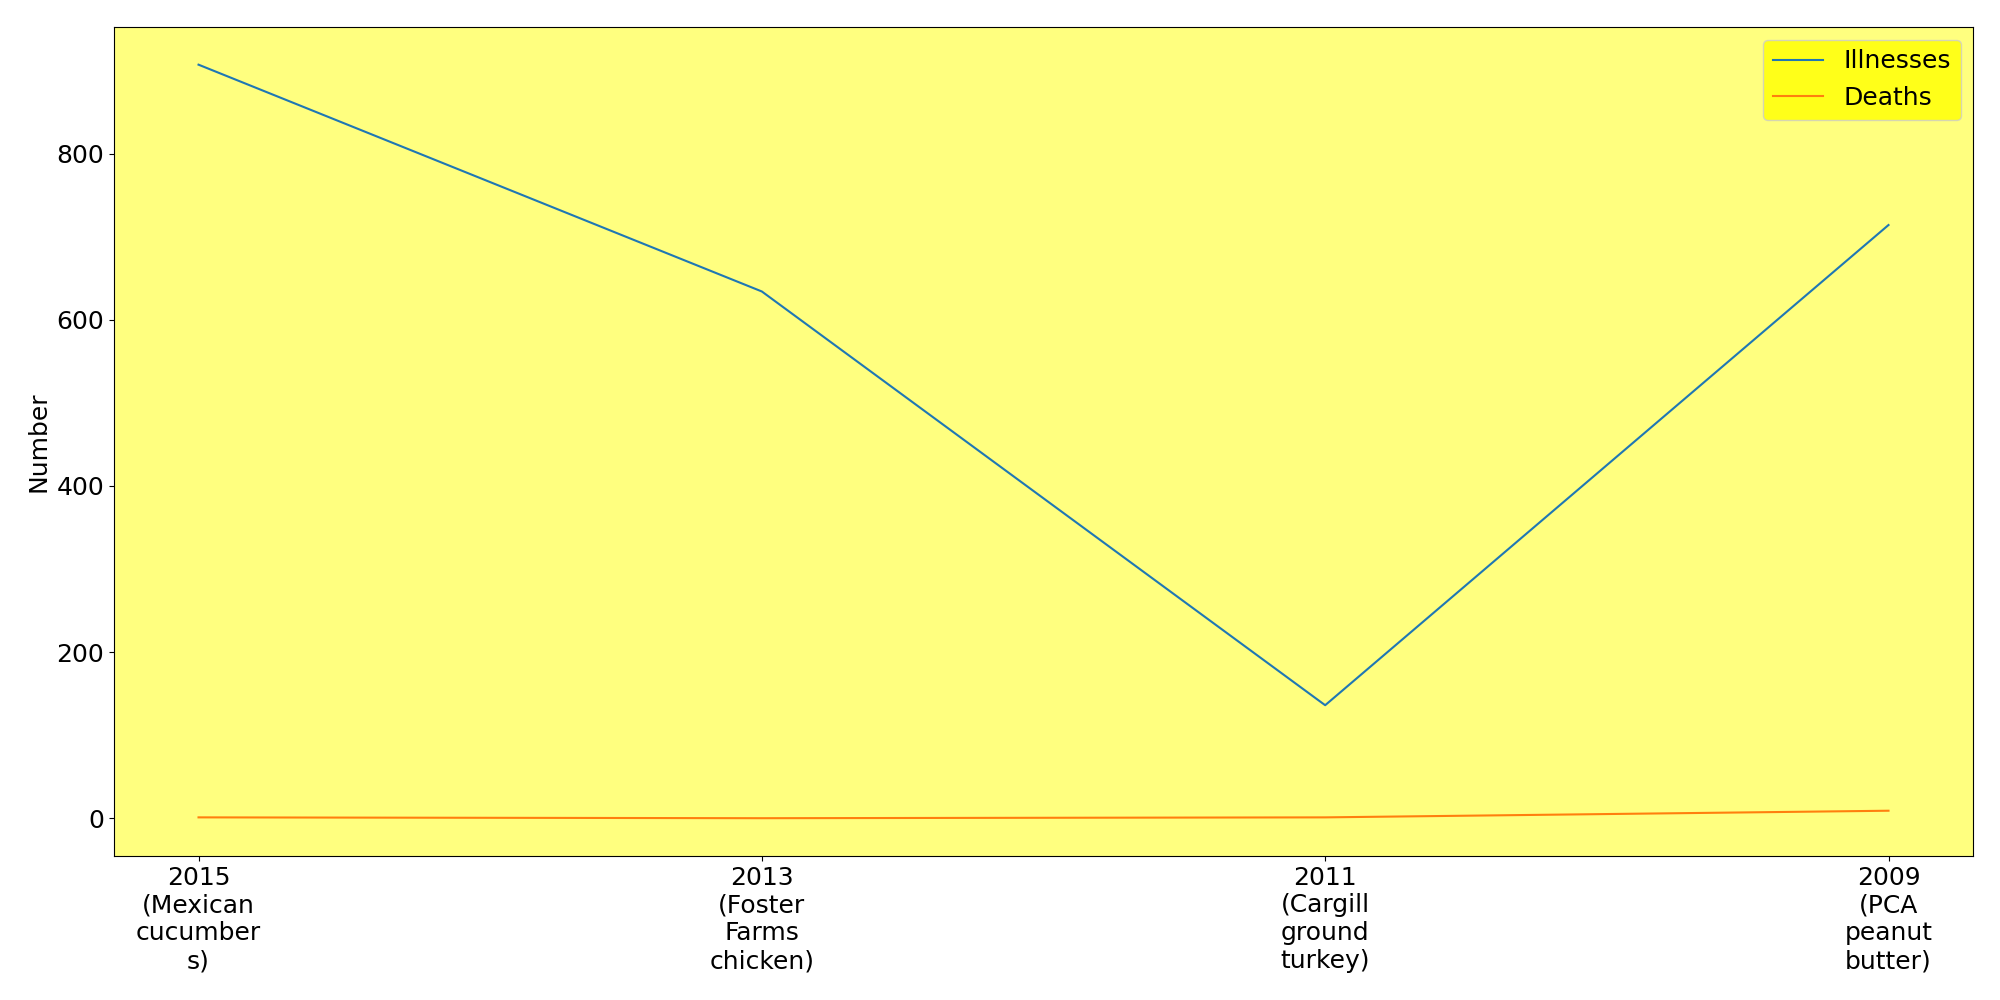 Illnesses
Deaths
800
600
400
200
0
Number
2015
(Mexican
cucumber
s)
2013
(Foster
Farms
chicken)
2011
(Cargill
ground
turkey)
2009
(PCA
peanut
butter)